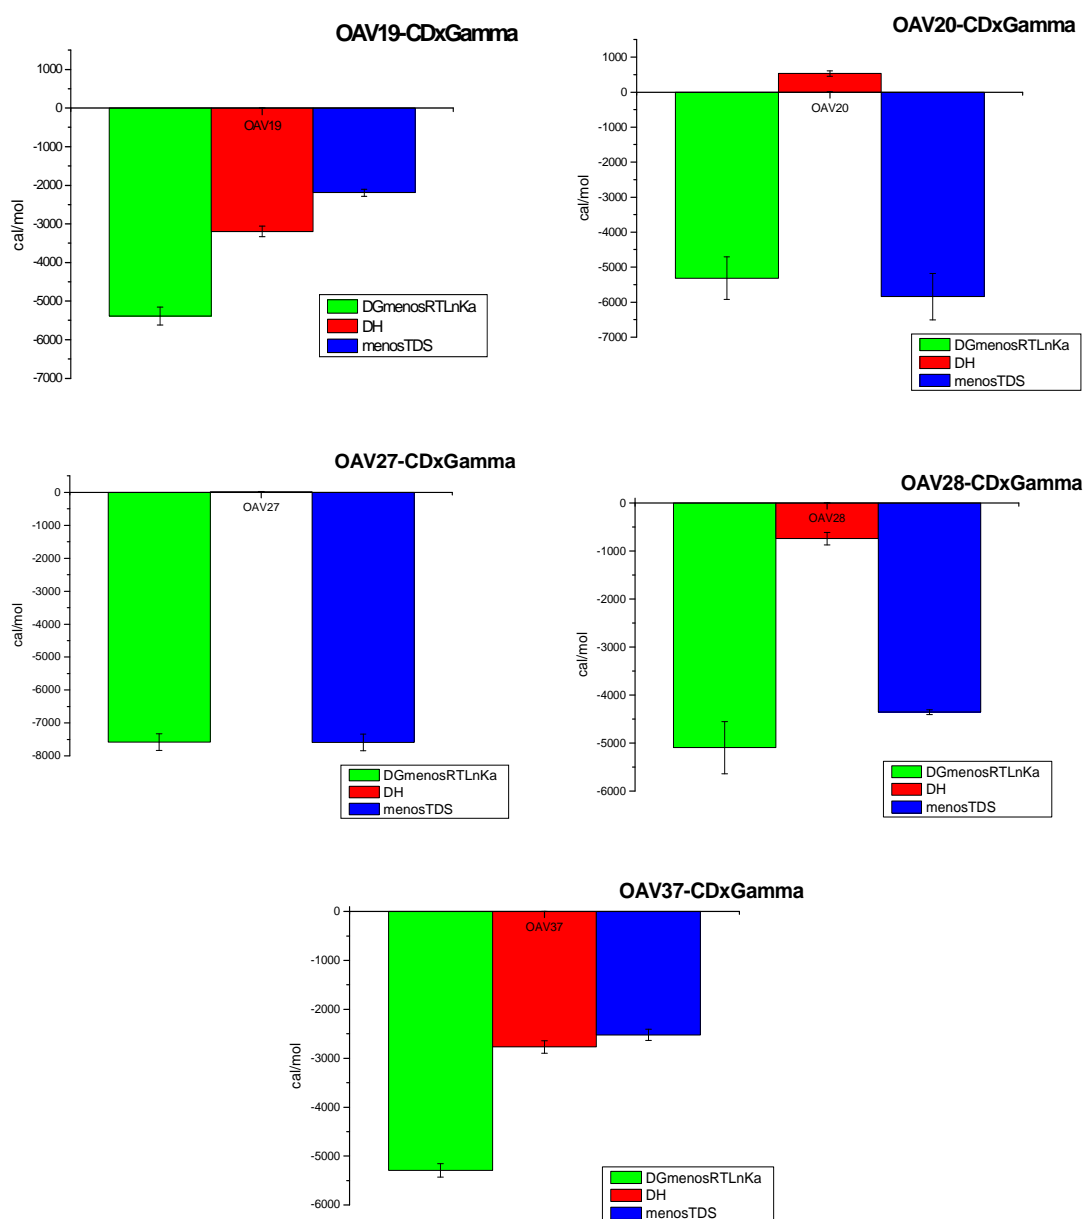 OAV19-CDxGamma
1000
0
-1000
-2000
-3000
-4000
-5000
-6000
-7000
cal/mol
OAV19
DGmenosRTLnKa
DH
menosTDS
OAV20-CDxGamma
1000
0
-1000
-2000
-3000
-4000
-5000
-6000
-7000
cal/mol
OAV20
DGmenosRTLnKa
DH
menosTDS
OAV27-CDxGamma
0
-1000
-2000
-3000
-4000
-5000
-6000
-7000
-8000
cal/mol
OAV27
DGmenosRTLnKa
DH
menosTDS
OAV28-CDxGamma
0
-1000
-2000
-3000
-4000
-5000
-6000
cal/mol
OAV28
DGmenosRTLnKa
DH
menosTDS
OAV37-CDxGamma
0
-1000
-2000
-3000
-4000
-5000
-6000
cal/mol
OAV37
DGmenosRTLnKa
DH
menosTDS